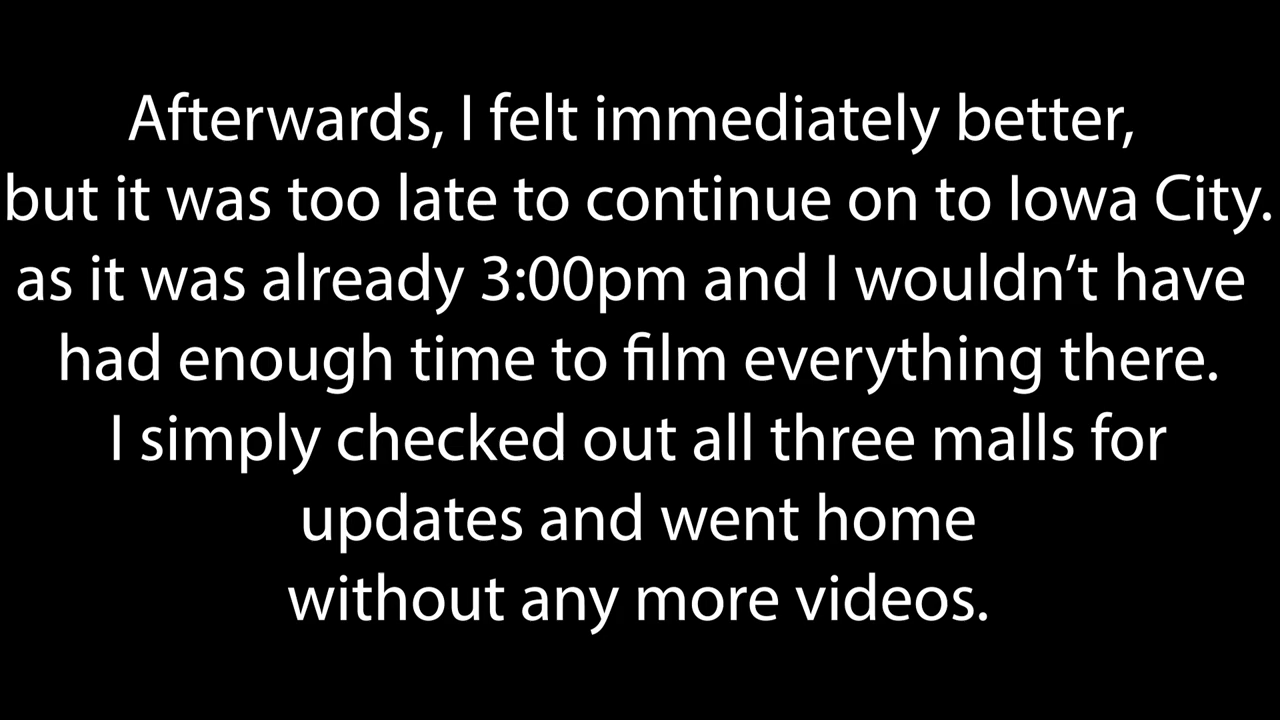 Afterwards, I felt immediately better,
but it was too late to continue on to Iowa City.
as it was already 3:00pm and I wouldn’t have
had enough time to film everything there.
I simply checked out all three malls for
updates and went home
without any more videos.